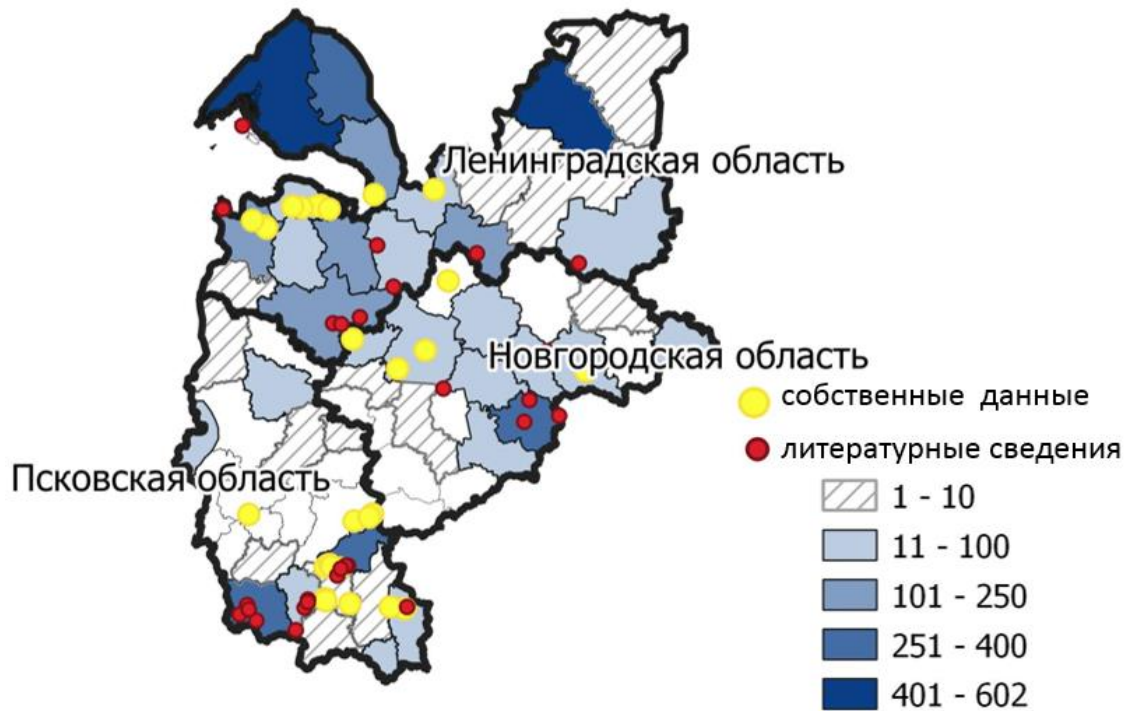 Ленинградская область
Новгородская область
собственные данные
литературные сведения
Псковская область
1 - 10
11 - 100
101 - 250
251 - 400
401 - 602